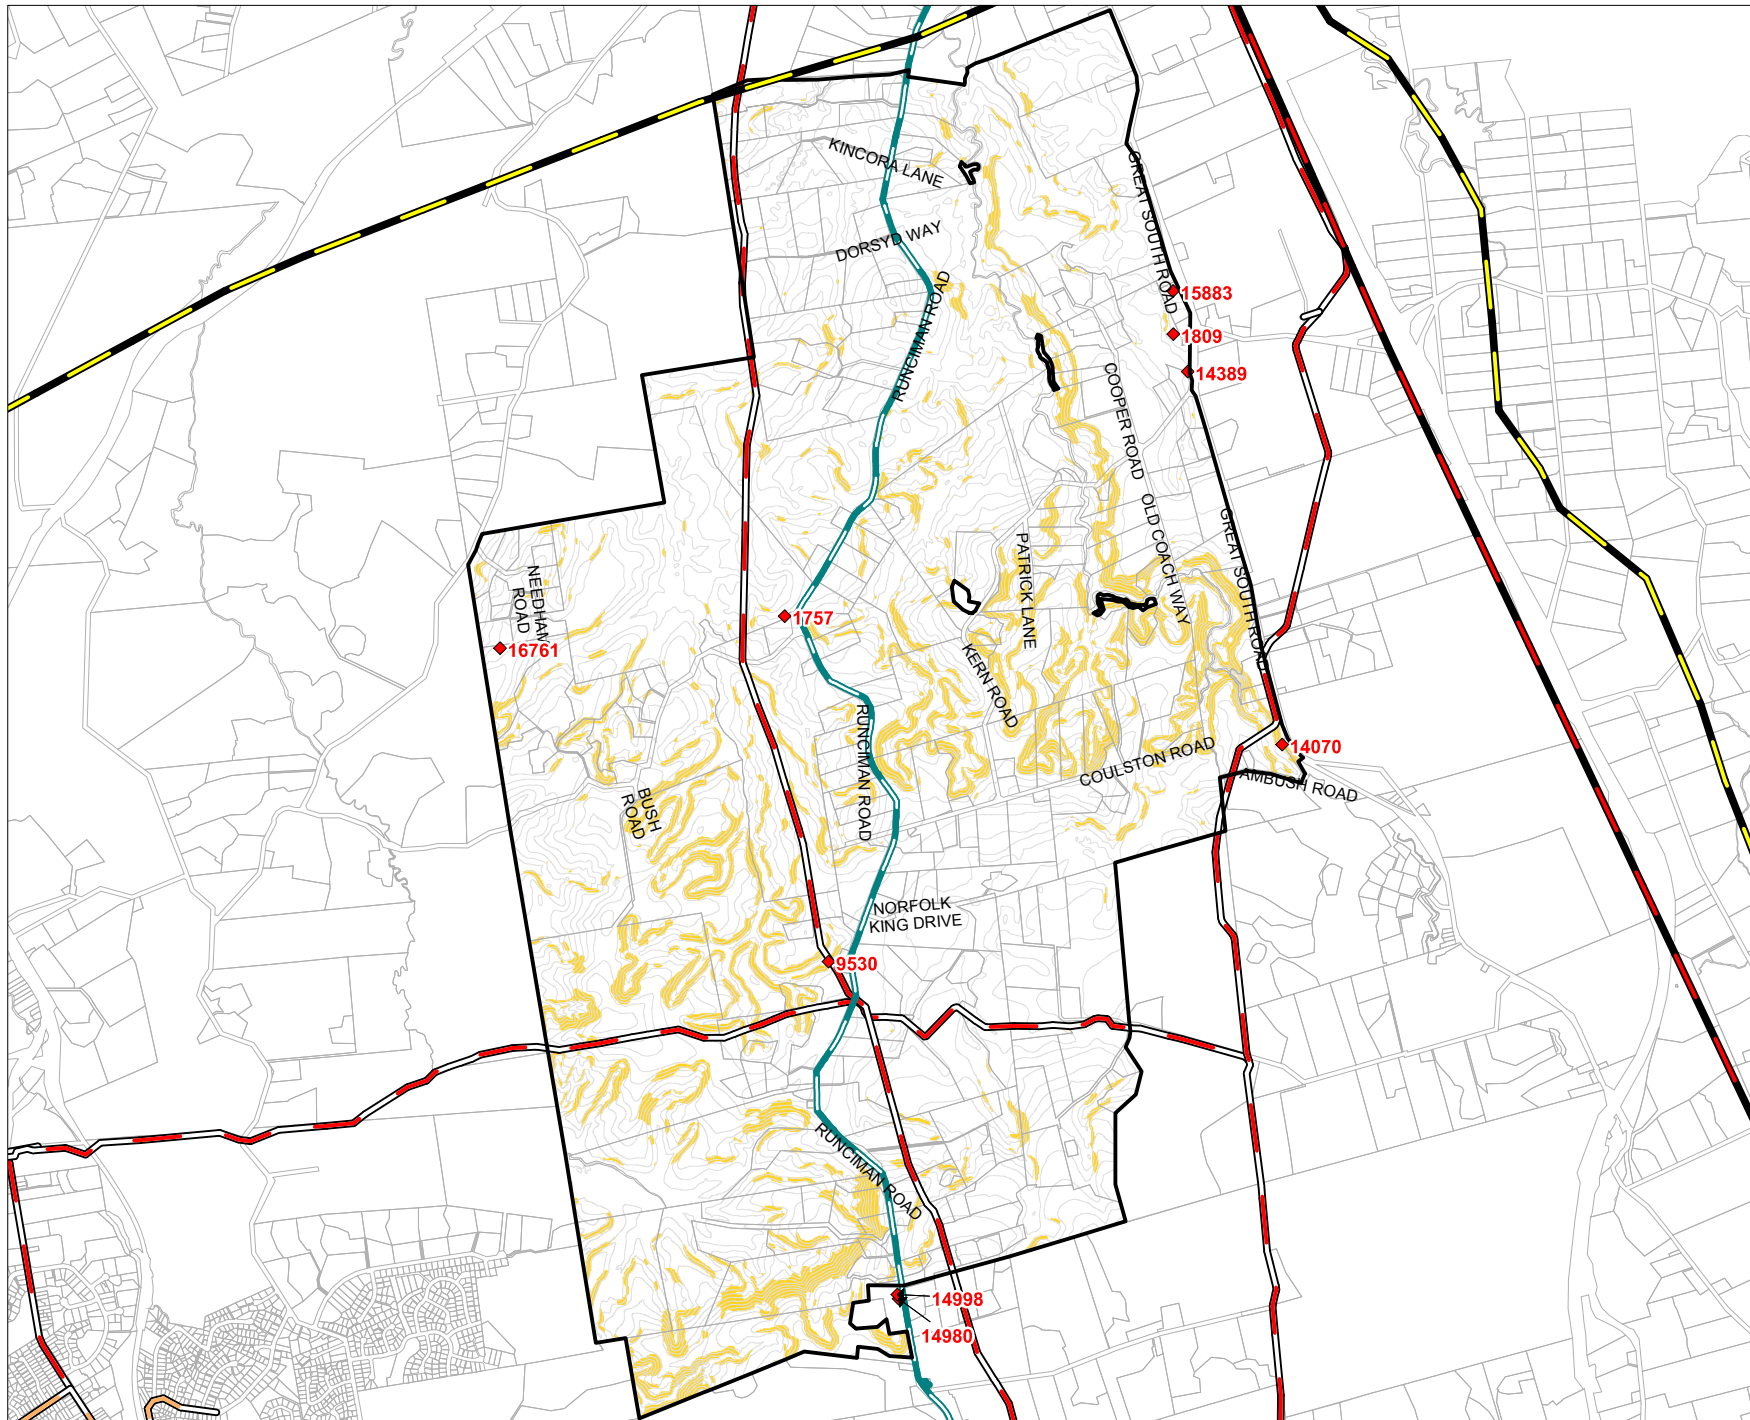 KINCORA LANE
GREAT SOUTH ROAD
DORSYD WAY
RUNCIMAN ROAD
15883
1809
14389
COOPER ROAD
OLD COACH WAY
GREAT SOUTH ROAD
PATRICK LANE
NEEDHAM
ROAD
1757
16761
KERN ROAD
RUNCIMAN ROAD
14070
COULSTON ROAD
AMBUSH ROAD
BUSH
ROAD
NORFOLK
KING DRIVE
9530
RUNCIMAN ROAD
14998
14980